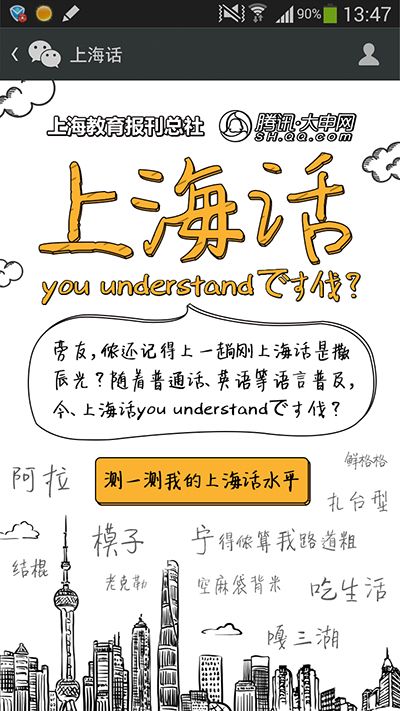 90% 13:47
上海话
上海教育报刊总社 腾讯·大申网
SH.QQ.COM
上海话
you understandです伐?
旁友,侬还记得上一趟刚上海话是撒
辰光?随着普通话、英语等语言普及,
今、上海话you understandです伐?
测一测我的上海话水平
鲜格格
阿拉
扎台型
模子
宁得侬算我路道粗
结棍
老克勒
空麻袋背米
吃生活
嘎三湖